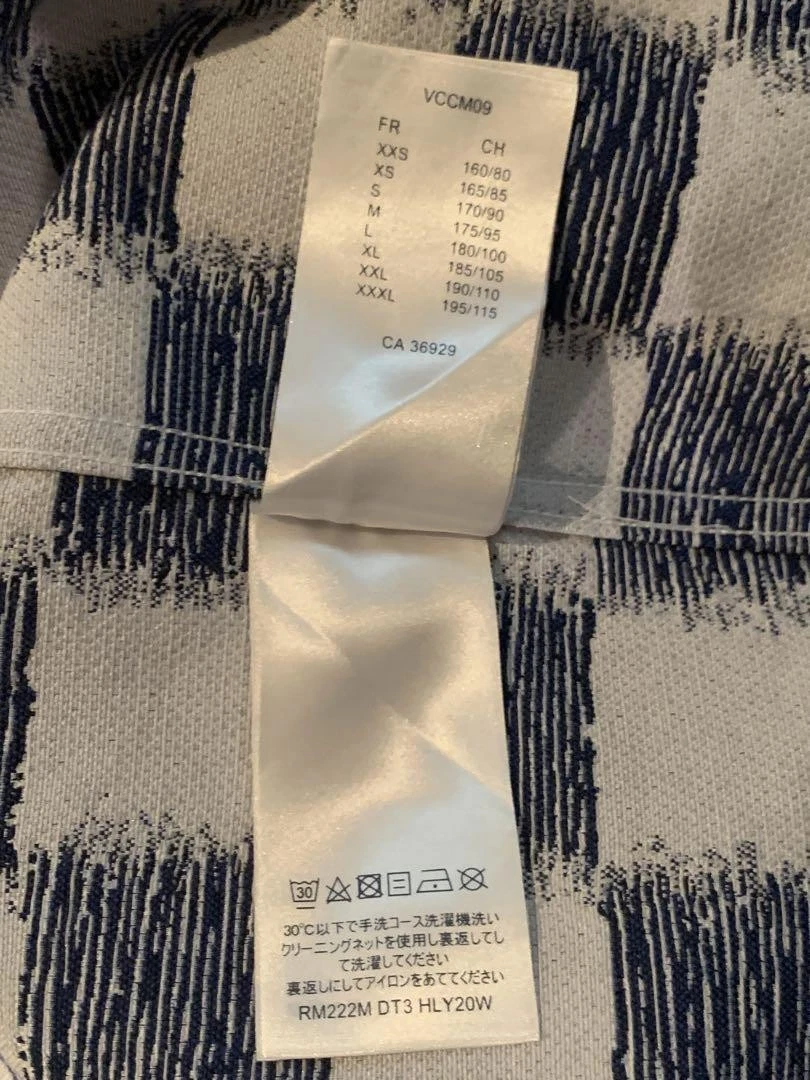 VCCM09
FR CH
XXS 160/80
XS 165/85
S 170/90
M 175/95
L 180/100
XL 185/105
XXL 190/110
XXXL 195/115
CA 36929
30
30℃以下で手洗コース洗濯機洗い
クリーニングネットを使用し裏返してし
て洗濯してください
裏返しにしてアイロンをあててください
RM222M DT3 HLY20W